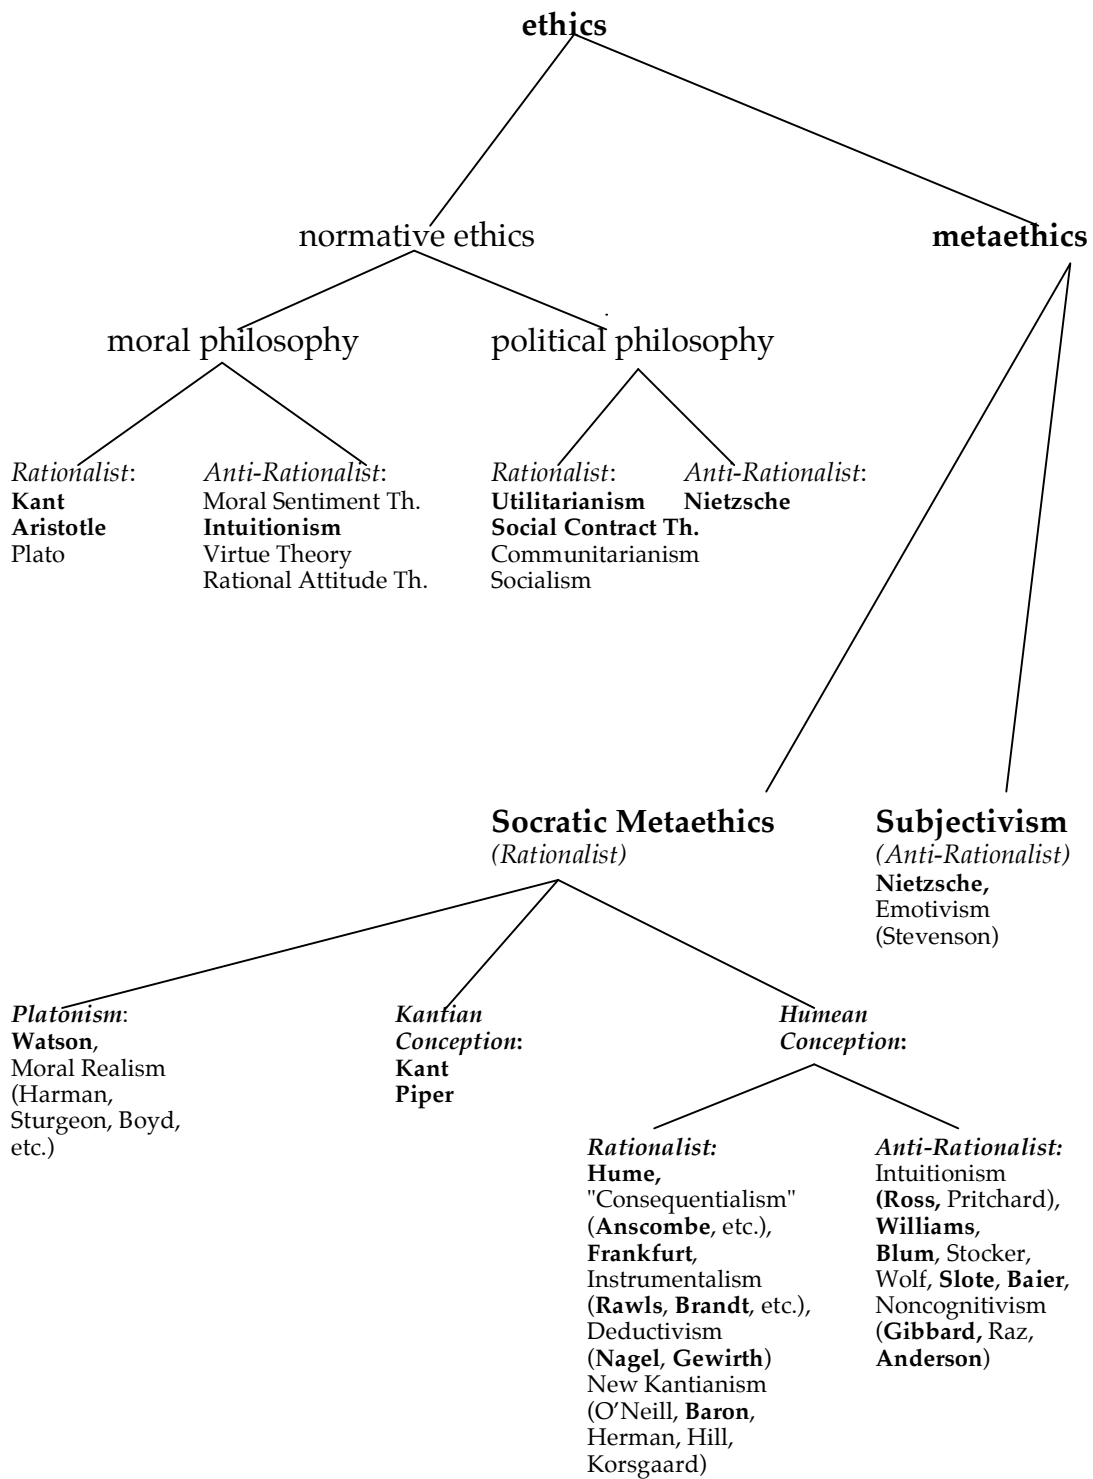 ethics
normative ethics
metaethics
moral philosophy
political philosophy
Rationalist:
Kant
Aristotle
Plato
Anti-Rationalist:
Moral Sentiment Th.
Intuitionism
Virtue Theory
Rational Attitude Th.
Rationalist:
Utilitarianism
Social Contract Th.
Communitarianism
Socialism
Anti-Rationalist:
Nietzsche
Socratic Metaethics
(Rationalist)
Subjectivism
(Anti-Rationalist)
Nietzsche,
Emotivism
(Stevenson)
Platonism:
Watson,
Moral Realism
(Harman,
Sturgeon, Boyd,
etc.)
Kantian
Conception:
Kant
Piper
Humean
Conception:
Rationalist:
Hume,
"Consequentialism"
(Anscombe, etc.),
Frankfurt,
Instrumentalism
(Rawls, Brandt, etc.),
Deductivism
(Nagel, Gewirth)
New Kantianism
(O'Neill, Baron,
Herman, Hill,
Korsgaard)
Anti-Rationalist:
Intuitionism
(Ross, Pritchard),
Williams,
Blum, Stocker,
Wolf, Slote, Baier,
Noncognitivism
(Gibbard, Raz,
Anderson)